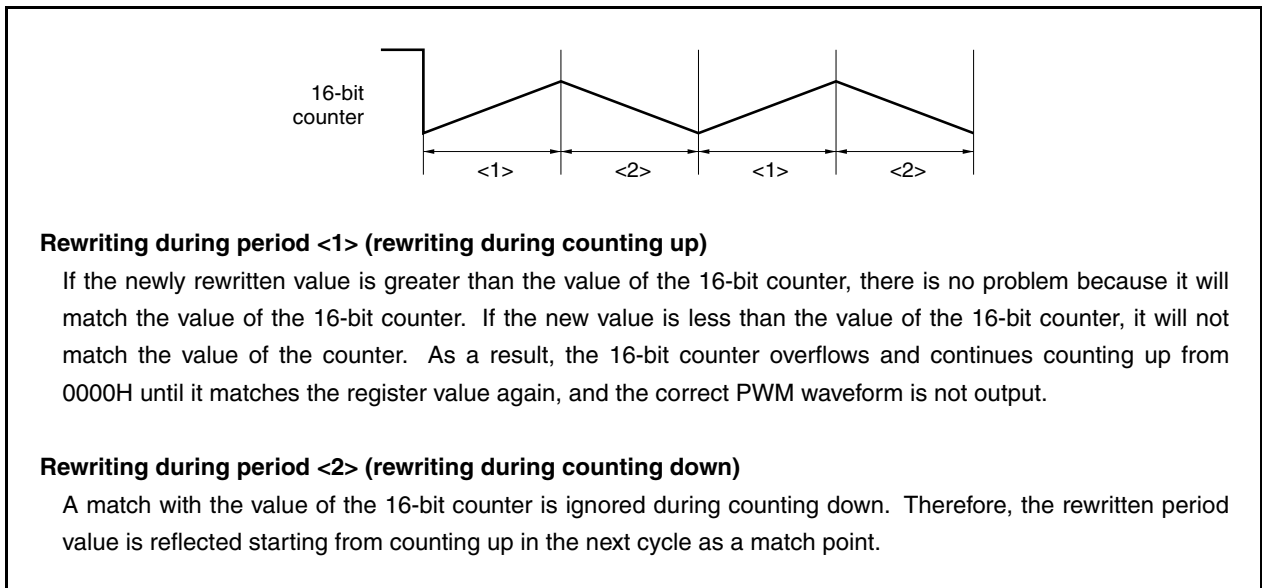 16-bit
counter
<1>
<2>
<1>
<2>
Rewriting during period <1> (rewriting during counting up)
If the newly rewritten value is greater than the value of the 16-bit counter, there is no problem because it will
match the value of the 16-bit counter. If the new value is less than the value of the 16-bit counter, it will not
match the value of the counter. As a result, the 16-bit counter overflows and continues counting up from
0000H until it matches the register value again, and the correct PWM waveform is not output.
Rewriting during period <2> (rewriting during counting down)
A match with the value of the 16-bit counter is ignored during counting down. Therefore, the rewritten period
value is reflected starting from counting up in the next cycle as a match point.